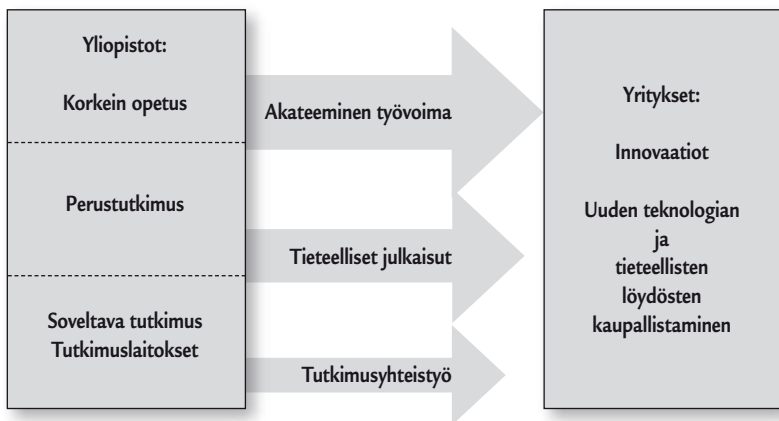 Yliopistot:
Korkein opetus
Perustutkimus
Soveltava tutkimus
Tutkimuslaitokset
Akateeminen työvoima
Tieteelliset julkaisut
Tutkimusyhteistyö
Yritykset:
Innovaatiot
Uuden teknologian
ja
tieteellisten
löydösten
kaupallistaminen